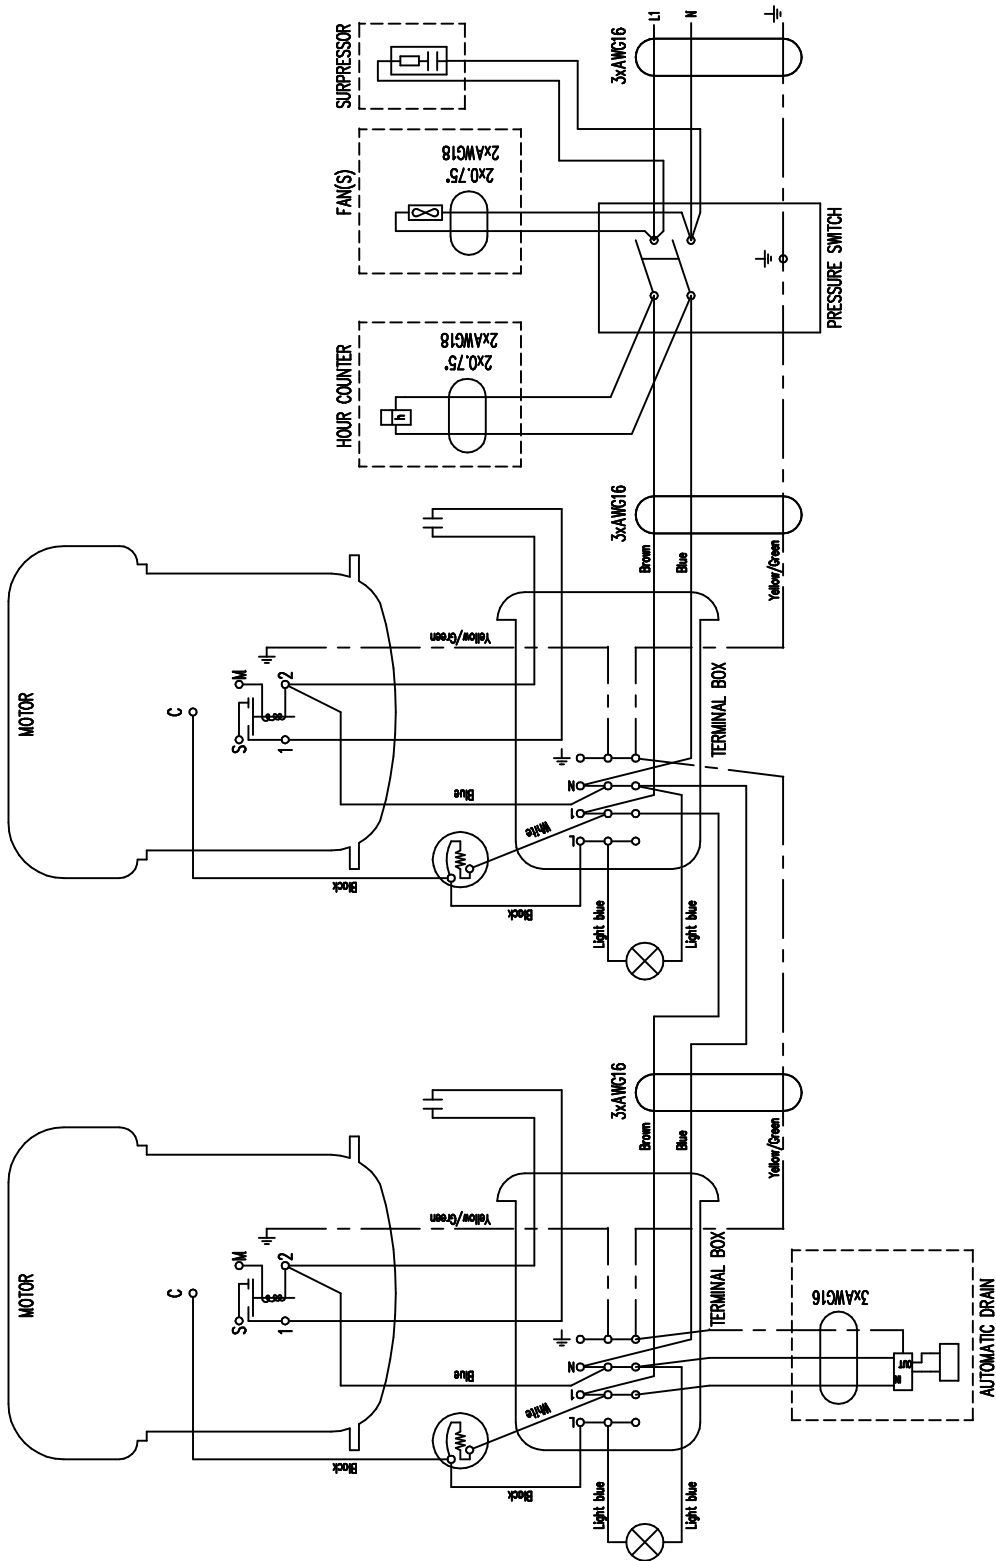 SURPRESSOR
L1
N
3xAWG16
FAN(S)
2xAWG18
2x0.75°
PRESSURE SWITCH
HOUR COUNTER
2xAWG18
2x0.75°
h
3xAWG16
Brown
Blue
Yellow/Green
MOTOR
C
S
M
1
2
Yellow/Green
TERMINAL BOX
Blue
White
N
1
L
Black
Black
Light blue
Light blue
3xAWG16
Brown
Blue
Yellow/Green
MOTOR
C
S
M
1
2
Yellow/Green
TERMINAL BOX
Blue
White
N
1
L
Black
Black
Light blue
Light blue
3xAWG16
IN
OUT
AUTOMATIC DRAIN